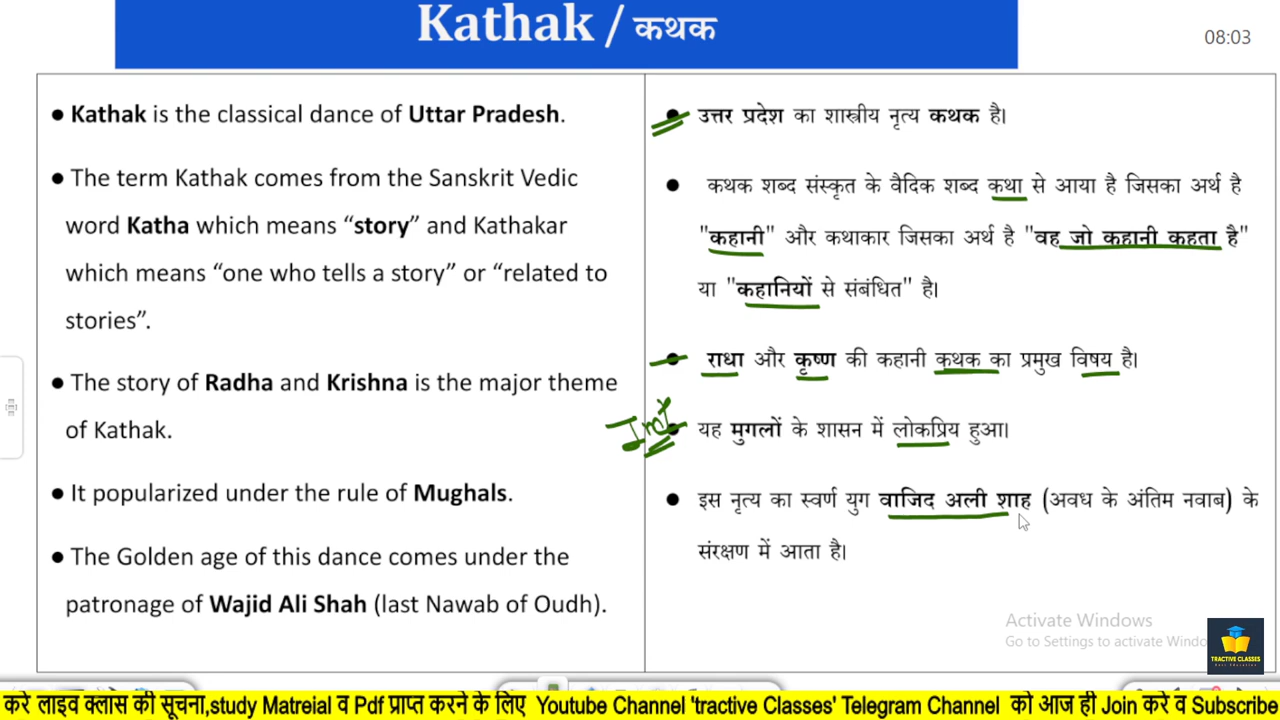 Kathak / कथक
08:03
● Kathak is the classical dance of Uttar Pradesh.
● The term Kathak comes from the Sanskrit Vedic
word Katha which means “story” and Kathakar
which means “one who tells a story” or “related to
stories”.
● The story of Radha and Krishna is the major theme
of Kathak.
● It popularized under the rule of Mughals.
● The Golden age of this dance comes under the
patronage of Wajid Ali Shah (last Nawab of Oudh).
● उत्तर प्रदेश का शास्त्रीय नृत्य कथक है।
● कथक शब्द संस्कृत के वैदिक शब्द कथा से आया है जिसका अर्थ है
"कहानी" और कथाकार जिसका अर्थ है "वह जो कहानी कहता है"
या "कहानियों से संबंधित" है।
● राधा और कृष्ण की कहानी कथक का प्रमुख विषय है।
Imt
● यह मुगलों के शासन में लोकप्रिय हुआ।
● इस नृत्य का स्वर्ण युग वाजिद अली शाह (अवध के अंतिम नवाब) के
संरक्षण में आता है।
Activate Windows
Go to Settings to activate Windo
TRACTIVE CLASSES
करे लाइव क्लास की सूचना,study Matreial व Pdf प्राप्त करने के लिए Youtube Channel 'tractive Classes' Telegram Channel को आज ही Join करे व Subscribe